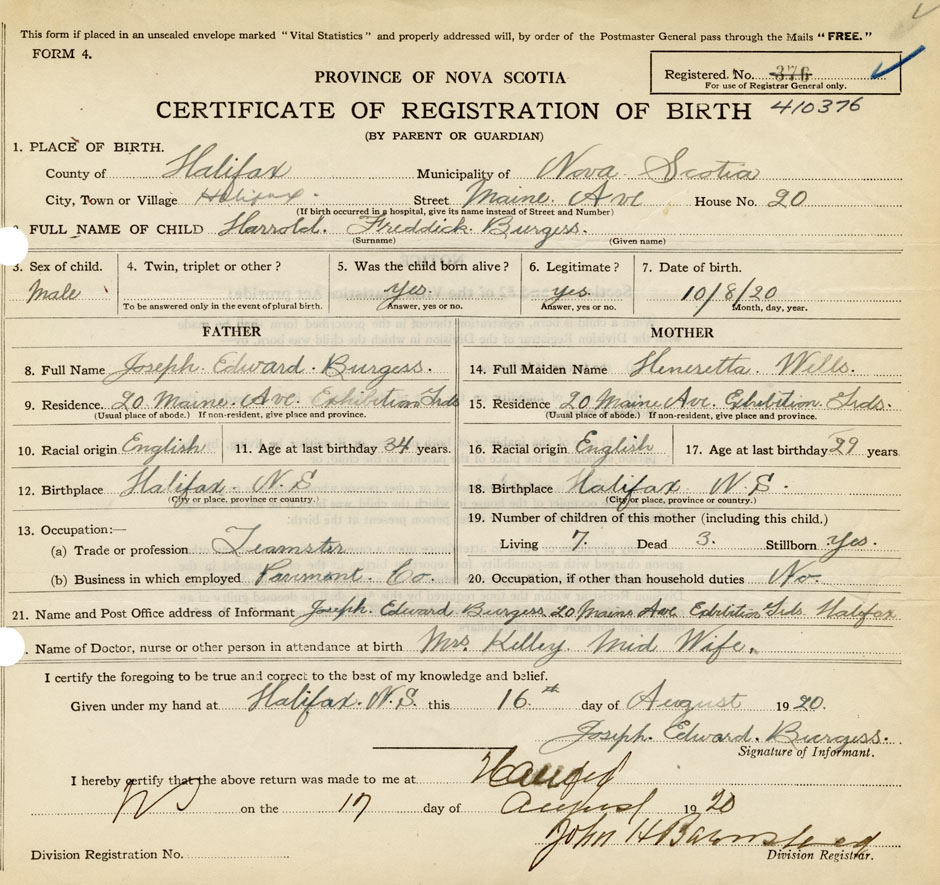 This form if placed in an unsealed envelope marked "Vital Statistics" and properly addressed will, by order of the Postmaster General pass through the Mails "FREE."
FORM 4.
Registered. No. 376
For use of Registrar General only.
PROVINCE OF NOVA SCOTIA
CERTIFICATE OF REGISTRATION OF BIRTH 410376
(BY PARENT OR GUARDIAN)
1. PLACE OF BIRTH.
County of Halifax Municipality of Nova Scotia
City, Town or Village Halifax. Street Maine Ave House No. 20
(If birth occurred in a hospital, give its name instead of Street and Number)
FULL NAME OF CHILD Harrold. Freddick. Burgess.
(Surname) (Given name)
3. Sex of child. 4. Twin, triplet or other? 5. Was the child born alive? 6. Legitimate? 7. Date of birth.
Male yes. yes. 10/8/20
To be answered only in the event of plural birth. Answer, yes or no. Answer, yes or no. Month, day, year.
FATHER MOTHER
8. Full Name Joseph. Edward. Burgess. 14. Full Maiden Name Heneretta Wells.
9. Residence. 20 Maine. Ave. Exhibition Grds 15. Residence 20 Maine Ave. Exhibition. Grds.
(Usual place of abode.) If non-resident, give place and province. (Usual place of abode.) If non-resident, give place and province.
10. Racial origin English 11. Age at last birthday 34 years. 16. Racial origin English 17. Age at last birthday 29 years
12. Birthplace Halifax. N.S 18. Birthplace Halifax N.S.
(City or place, province or country.) (City or place, province or country.)
13. Occupation:— 19. Number of children of this mother (including this child.)
(a) Trade or profession Teamster Living 7. Dead 3. Stillborn yes.
(b) Business in which employed Pavment. Co. 20. Occupation, if other than household duties No.
21. Name and Post Office address of Informant Joseph. Edward. Burgess. 20 Maine Ave Exhibition Grds. Halifax
. Name of Doctor, nurse or other person in attendance at birth Mrs. Kelley Mid Wife.
I certify the foregoing to be true and correct to the best of my knowledge and belief.
Given under my hand at Halifax. N.S. this 16th day of August 1920.
Joseph. Edward. Burgess.
Signature of Informant.
I hereby certify that the above return was made to me at Halifax
NS on the 17 day of August 1920
John H Barnstead
Division Registration No. Division Registrar.